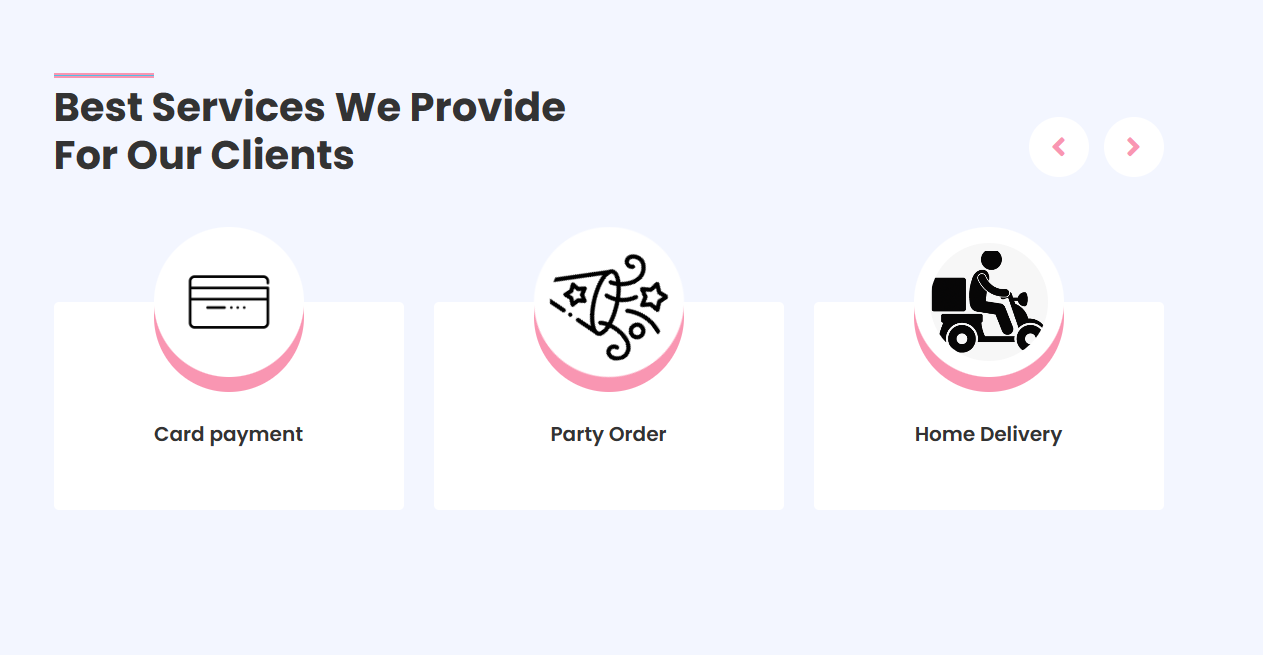 Best Services We Provide
For Our Clients
Card payment
Party Order
Home Delivery